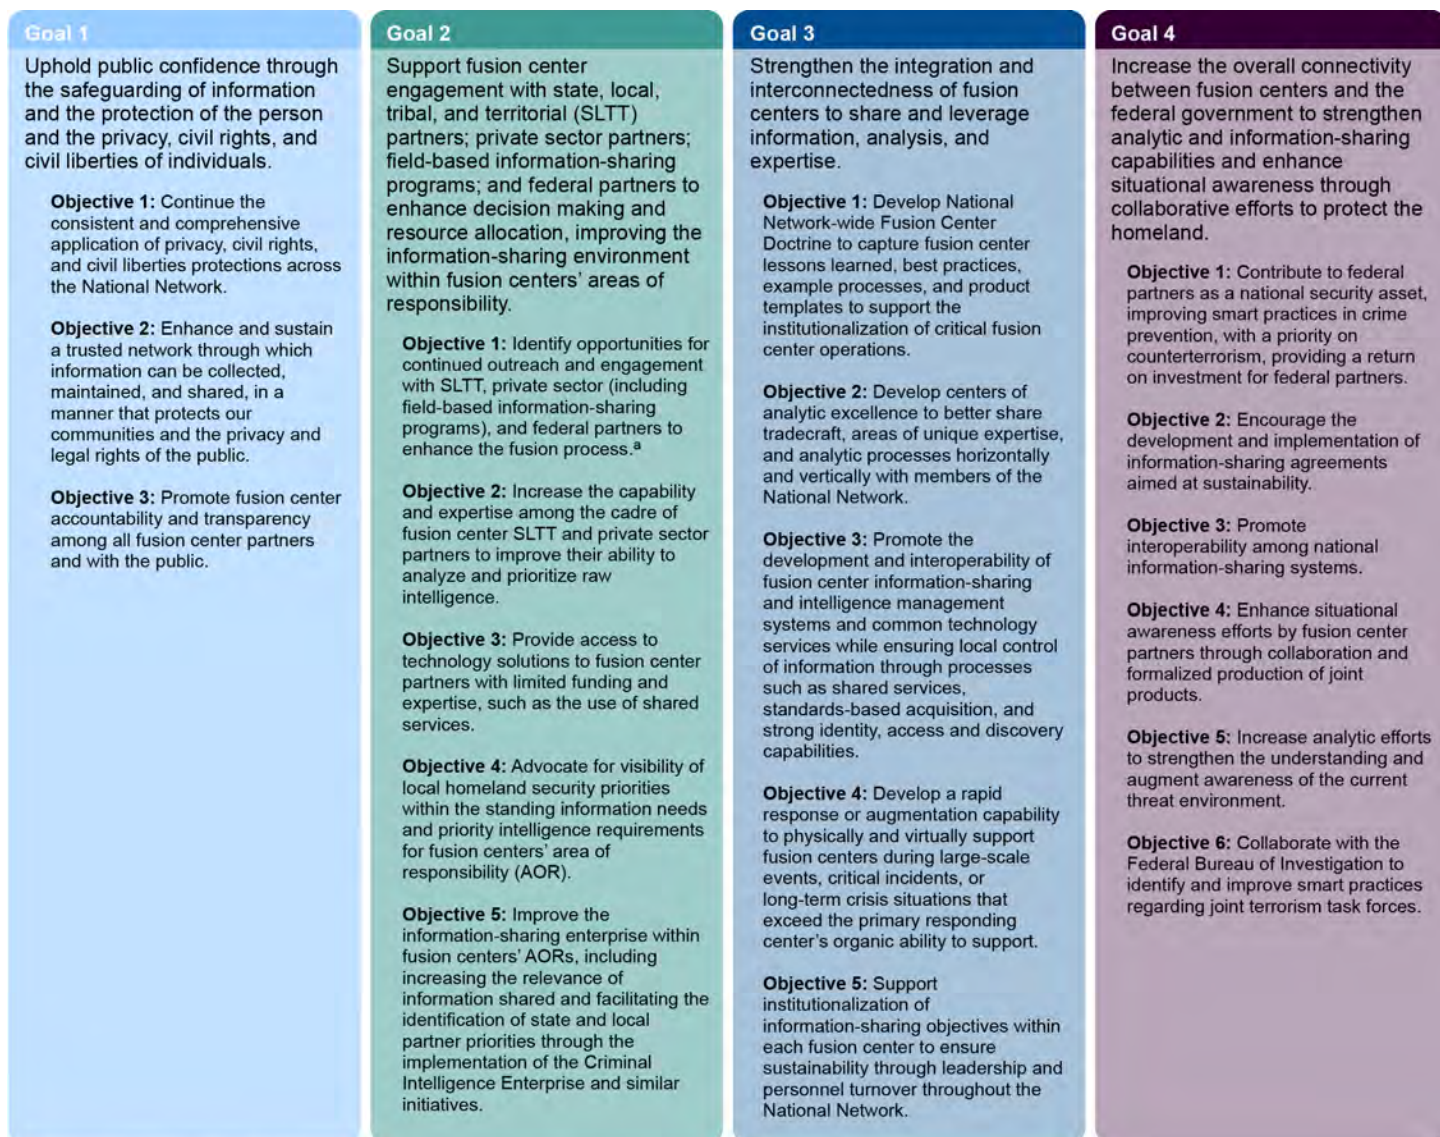 Goal 1
Uphold public confidence through
the safeguarding of information
and the protection of the person
and the privacy, civil rights, and
civil liberties of individuals.
Objective 1: Continue the
consistent and comprehensive
application of privacy, civil rights,
and civil liberties protections across
the National Network.
Objective 2: Enhance and sustain
a trusted network through which
information can be collected,
maintained, and shared, in a
manner that protects our
communities and the privacy and
legal rights of the public.
Objective 3: Promote fusion center
accountability and transparency
among all fusion center partners
and with the public.
Goal 2
Support fusion center
engagement with state, local,
tribal, and territorial (SLTT)
partners; private sector partners;
field-based information-sharing
programs; and federal partners to
enhance decision making and
resource allocation, improving the
information-sharing environment
within fusion centers’ areas of
responsibility.
Objective 1: Identify opportunities for
continued outreach and engagement
with SLTT, private sector (including
field-based information-sharing
programs), and federal partners to
enhance the fusion process.ª
Objective 2: Increase the capability
and expertise among the cadre of
fusion center SLTT and private sector
partners to improve their ability to
analyze and prioritize raw
intelligence.
Objective 3: Provide access to
technology solutions to fusion center
partners with limited funding and
expertise, such as the use of shared
services.
Objective 4: Advocate for visibility of
local homeland security priorities
within the standing information needs
and priority intelligence requirements
for fusion centers’ area of
responsibility (AOR).
Objective 5: Improve the
information-sharing enterprise within
fusion centers’ AORs, including
increasing the relevance of
information shared and facilitating the
identification of state and local
partner priorities through the
implementation of the Criminal
Intelligence Enterprise and similar
initiatives.
Goal 3
Strengthen the integration and
interconnectedness of fusion
centers to share and leverage
information, analysis, and
expertise.
Objective 1: Develop National
Network-wide Fusion Center
Doctrine to capture fusion center
lessons learned, best practices,
example processes, and product
templates to support the
institutionalization of critical fusion
center operations.
Objective 2: Develop centers of
analytic excellence to better share
tradecraft, areas of unique expertise,
and analytic processes horizontally
and vertically with members of the
National Network.
Objective 3: Promote the
development and interoperability of
fusion center information-sharing
and intelligence management
systems and common technology
services while ensuring local control
of information through processes
such as shared services,
standards-based acquisition, and
strong identity, access and discovery
capabilities.
Objective 4: Develop a rapid
response or augmentation capability
to physically and virtually support
fusion centers during large-scale
events, critical incidents, or
long-term crisis situations that
exceed the primary responding
center’s organic ability to support.
Objective 5: Support
institutionalization of
information-sharing objectives within
each fusion center to ensure
sustainability through leadership and
personnel turnover throughout the
National Network.
Goal 4
Increase the overall connectivity
between fusion centers and the
federal government to strengthen
analytic and information-sharing
capabilities and enhance
situational awareness through
collaborative efforts to protect the
homeland.
Objective 1: Contribute to federal
partners as a national security asset,
improving smart practices in crime
prevention, with a priority on
counterterrorism, providing a return
on investment for federal partners.
Objective 2: Encourage the
development and implementation of
information-sharing agreements
aimed at sustainability.
Objective 3: Promote
interoperability among national
information-sharing systems.
Objective 4: Enhance situational
awareness efforts by fusion center
partners through collaboration and
formalized production of joint
products.
Objective 5: Increase analytic efforts
to strengthen the understanding and
augment awareness of the current
threat environment.
Objective 6: Collaborate with the
Federal Bureau of Investigation to
identify and improve smart practices
regarding joint terrorism task forces.